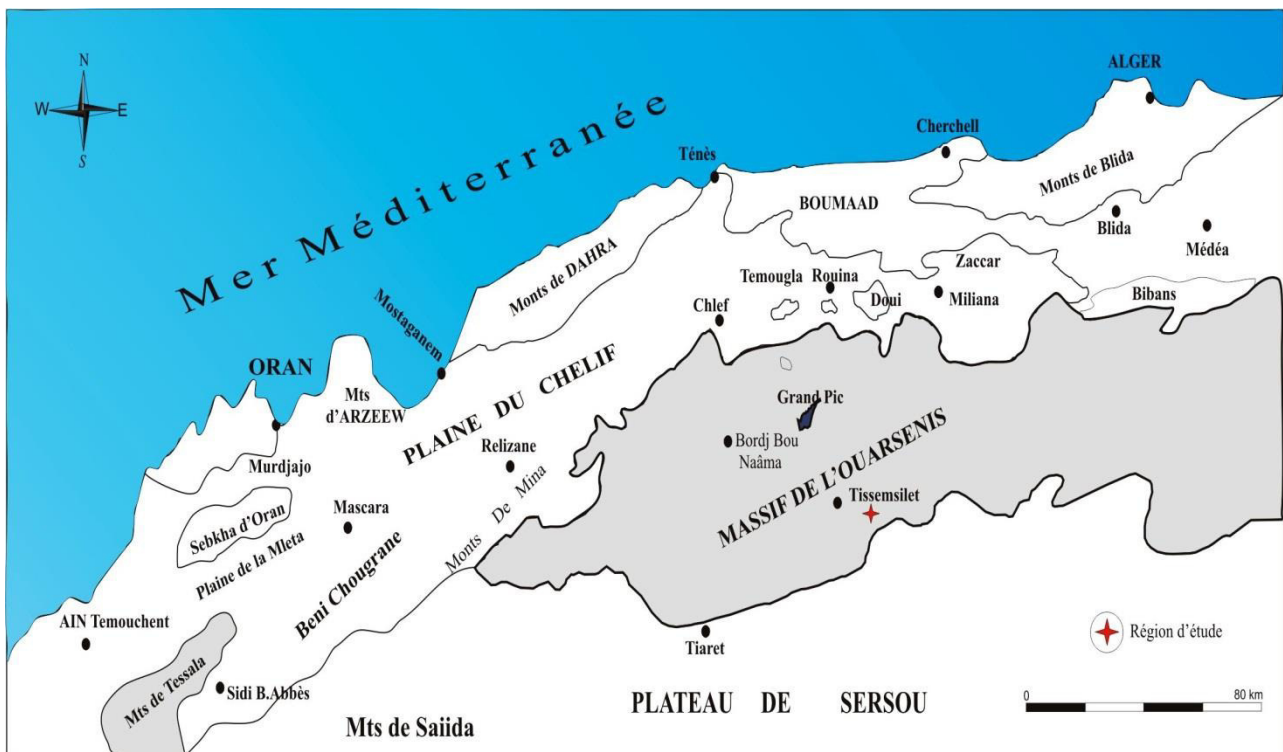 N
W
E
S
Mer Méditerranée
ALGER
Cherchell
Ténès
Monts de Blida
BOUMAAD
Blida
Médéa
Monts de DAHRA
Zaccar
Temougla
Rouina
Doui
Miliana
Bibans
Mostaganem
Chlef
ORAN
Mts
d'ARZEEW
PLAINE DU CHELIF
Grand Pic
Murdjajo
Relizane
Bordj Bou
Naâma
MASSIF DE L'OUARSENIS
Tissemsilet
Monts De Mina
Sebkha d'Oran
Mascara
Plaine de la Mleta
Beni Chougrane
AIN Temouchent
Tiaret
Région d'étude
Mts de Tessala
Sidi B.Abbès
PLATEAU DE SERSOU
Mts de Saiida
0
80 km